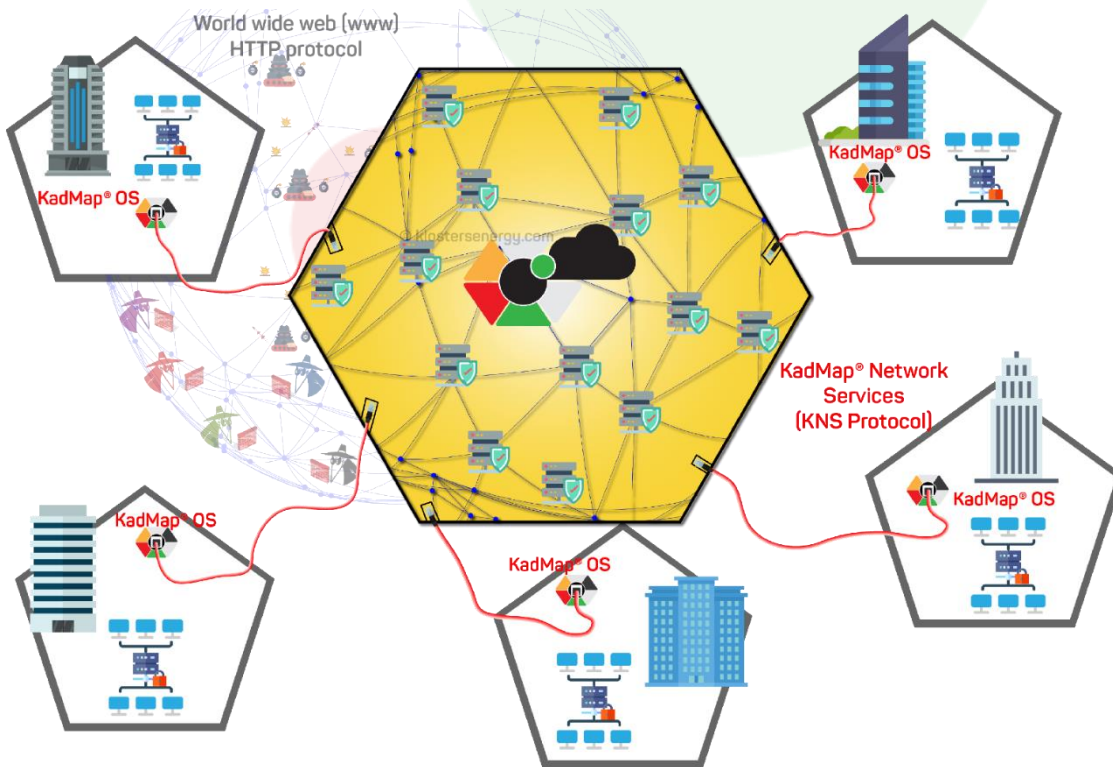 World wide web (www)
HTTP protocol
KadMap® OS
KadMap® OS
© klostersenergy.com
KadMap® Network
Services
(KNS Protocol)
KadMap® OS
KadMap® OS
KadMap® OS